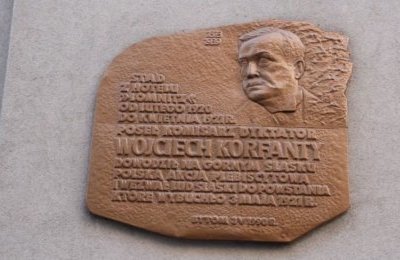 STĄD
Z HOTELU
"LOMNITZ"
OD LUTEGO 1920
DO KWIETNIA 1921 R.
POSEŁ KOMISARZ DYKTATOR
WOJCIECH KORFANTY
DOWODZIŁ NA GÓRNYM ŚLĄSKU
POLSKĄ AKCJĄ PLEBISCYTOWĄ
I WEZWAŁ LUD ŚLĄSKI DO POWSTANIA
KTÓRE WYBUCHŁO 3 MAJA 1921 R.
BYTOM